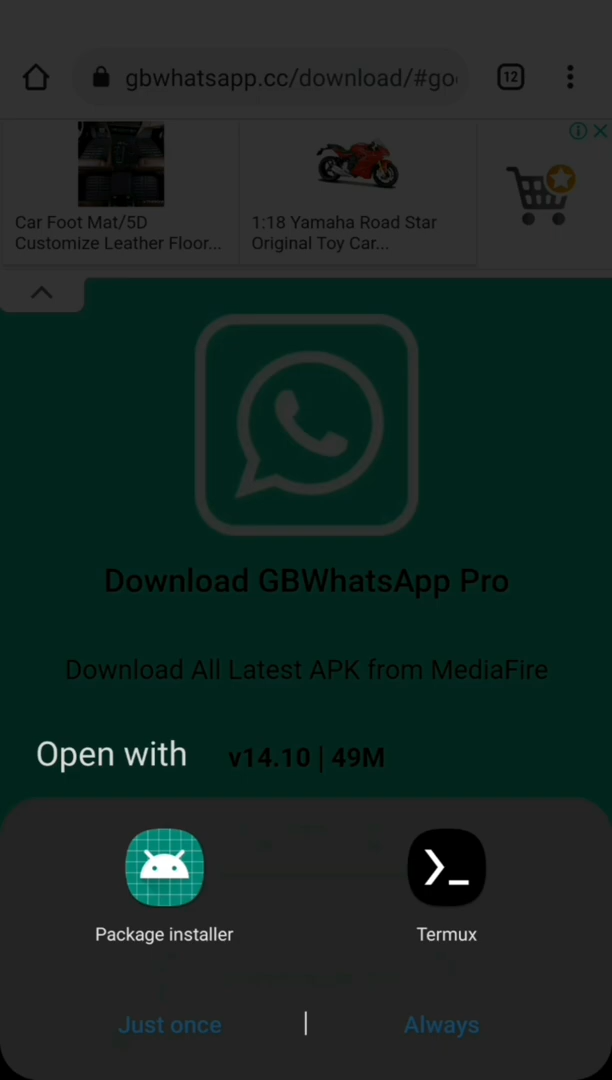 gbwhatsapp.cc/download/#go
12
Car Foot Mat/5D
Customize Leather Floor...
1:18 Yamaha Road Star
Original Toy Car...
Download GBWhatsApp Pro
Download All Latest APK from MediaFire
Open with
v14.10 | 49M
Package installer
Termux
Just once | Always